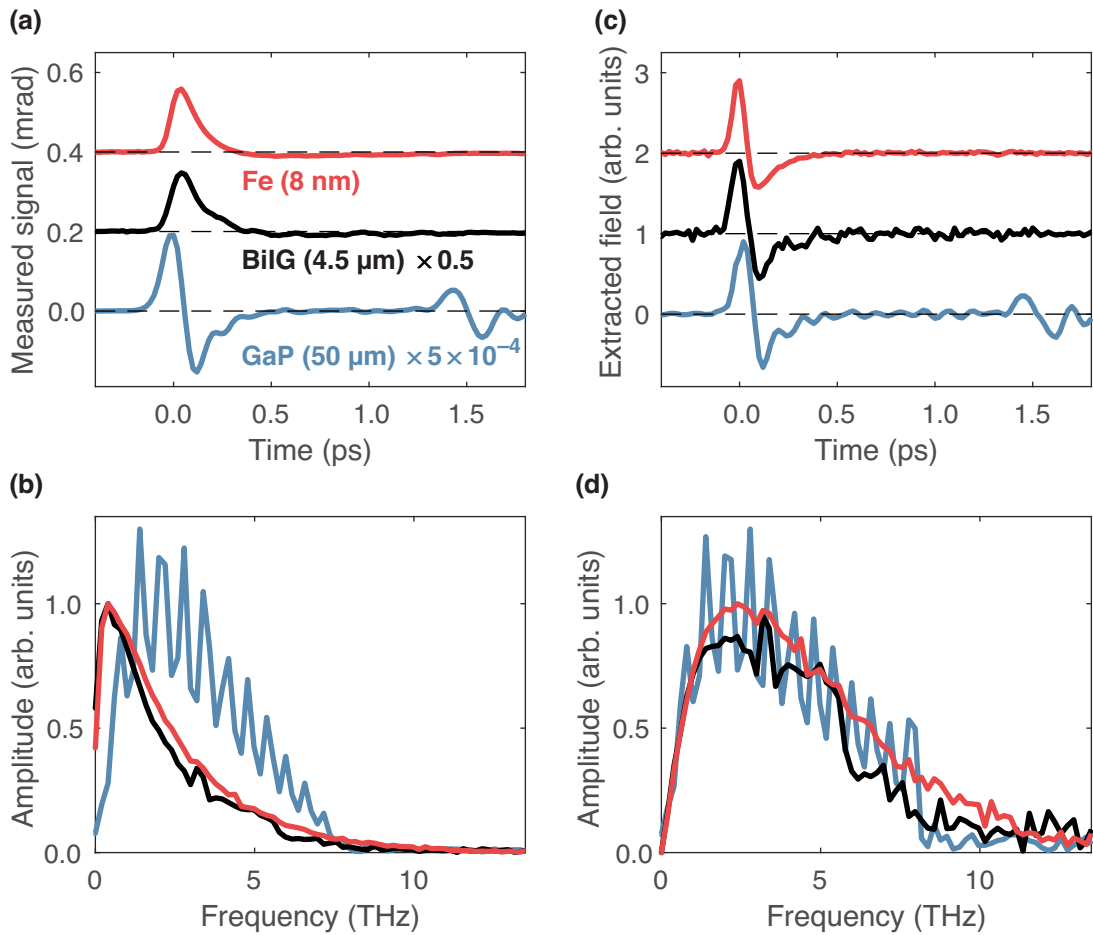 (a)
Measured signal (mrad)
0.6
0.4
0.2
0.0
Fe (8 nm)
BiIG (4.5 µm) × 0.5
GaP (50 µm) × 5 × 10⁻⁴
0.0 0.5 1.0 1.5
Time (ps)
(c)
Extracted field (arb. units)
3
2
1
0
0.0 0.5 1.0 1.5
Time (ps)
(b)
Amplitude (arb. units)
1.0
0.5
0.0
0 5 10
Frequency (THz)
(d)
Amplitude (arb. units)
1.0
0.5
0.0
0 5 10
Frequency (THz)